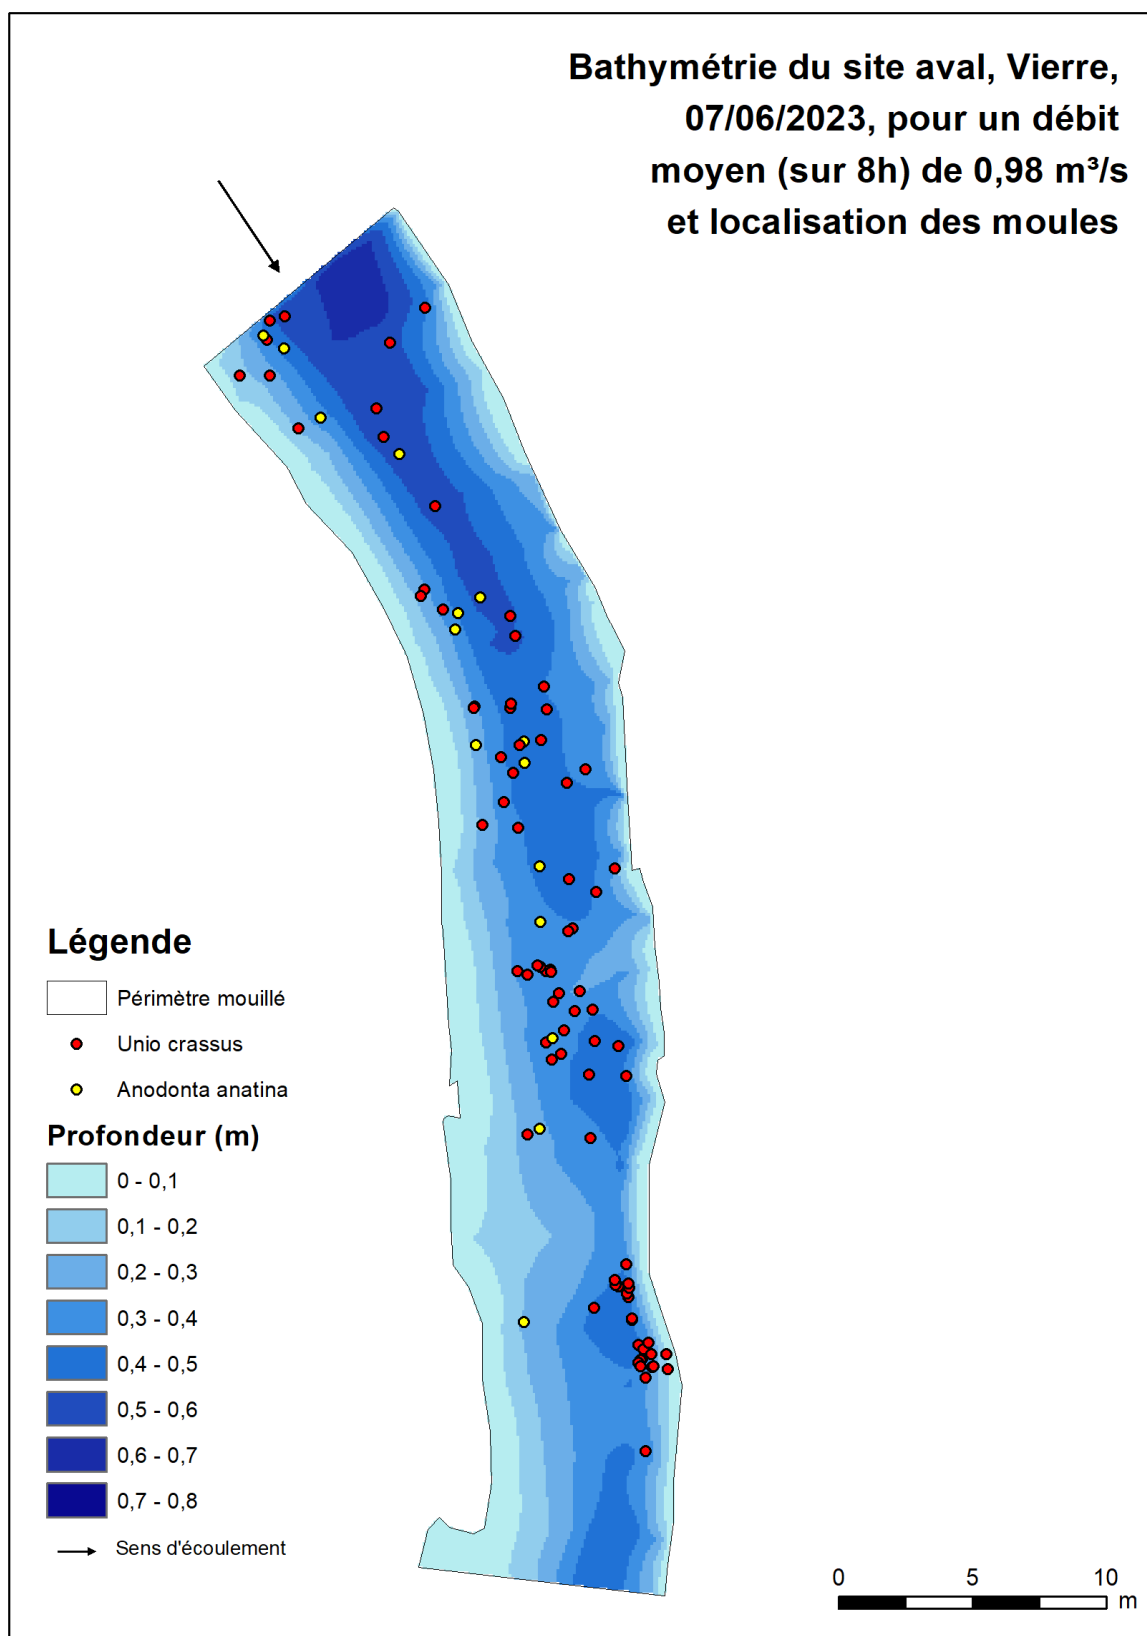 Bathymétrie du site aval, Vierre,
07/06/2023, pour un débit
moyen (sur 8h) de 0,98 m³/s
et localisation des moules
Légende
Périmètre mouillé
Unio crassus
Anodonta anatina
Profondeur (m)
0 - 0,1
0,1 - 0,2
0,2 - 0,3
0,3 - 0,4
0,4 - 0,5
0,5 - 0,6
0,6 - 0,7
0,7 - 0,8
Sens d'écoulement
0 5 10
m